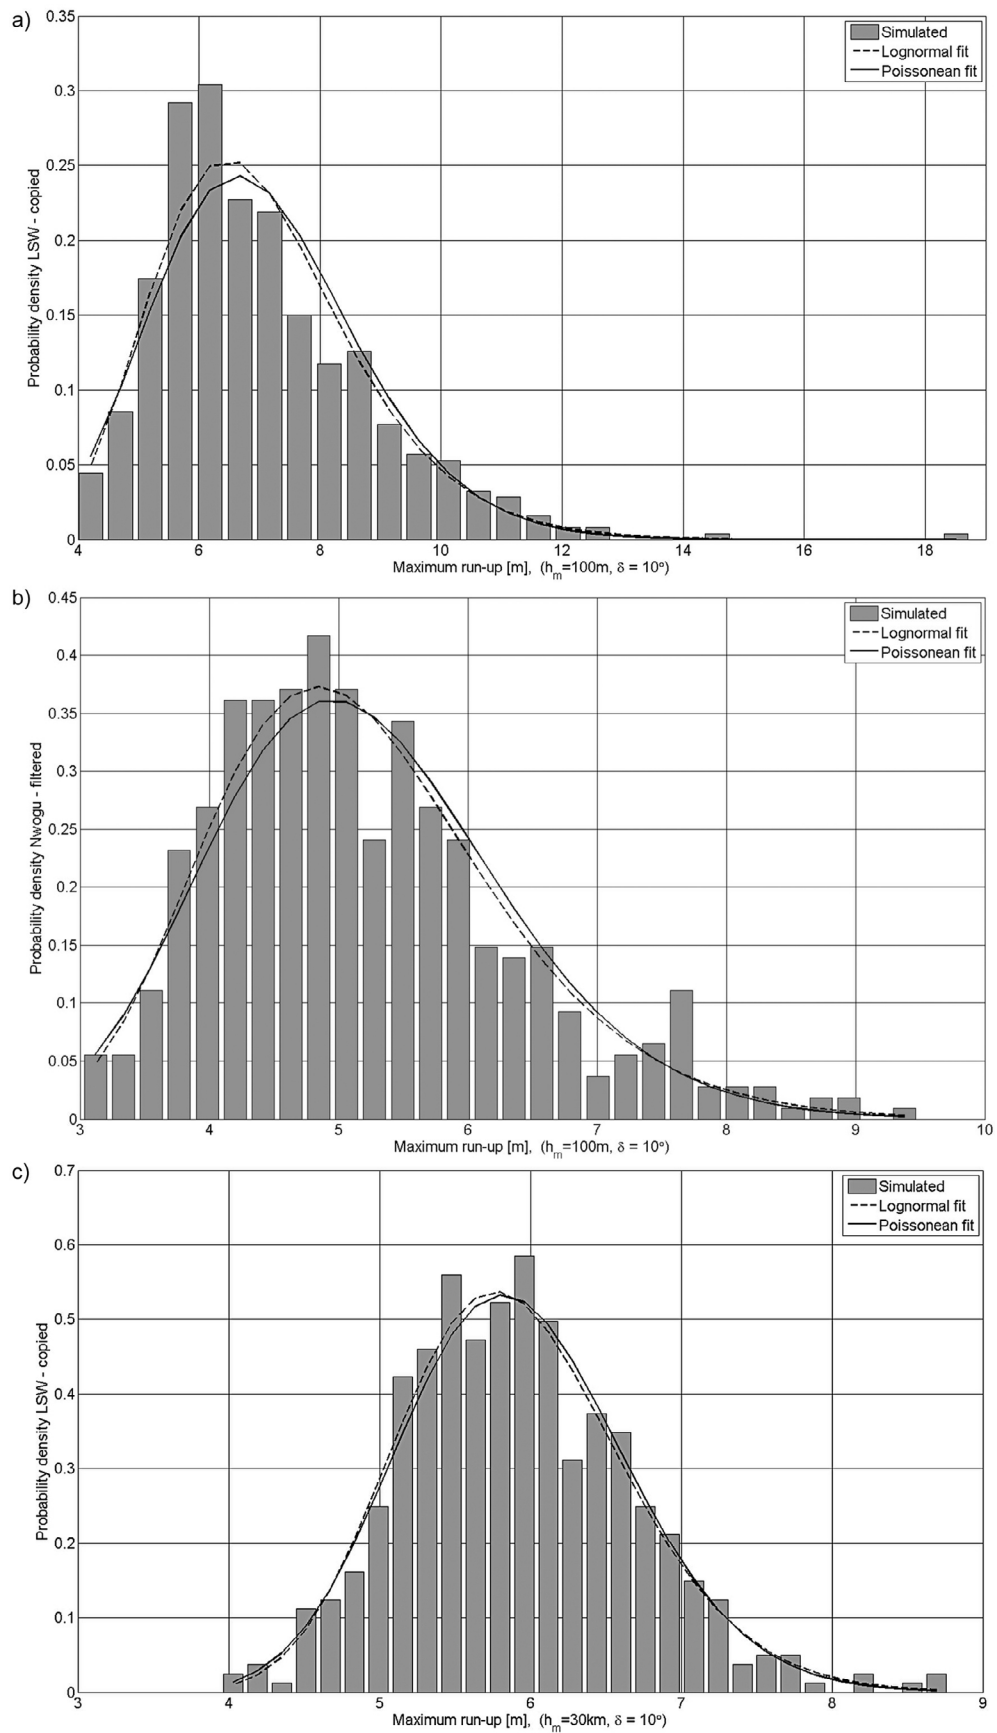 a)
0.35
0.3
0.25
0.2
0.15
0.1
0.05
0
Probability density LSW - copied
Simulated
Lognormal fit
Poissonean fit
4 6 8 10 12 14 16 18
Maximum run-up [m], (hm=100m, δ = 10°)
b)
0.45
0.4
0.35
0.3
0.25
0.2
0.15
0.1
0.05
0
Probability density Nwogu - filtered
Simulated
Lognormal fit
Poissonean fit
3 4 5 6 7 8 9 10
Maximum run-up [m], (hm=100m, δ = 10°)
c)
0.7
0.6
0.5
0.4
0.3
0.2
0.1
0
Probability density LSW - copied
Simulated
Lognormal fit
Poissonean fit
3 4 5 6 7 8 9
Maximum run-up [m], (hm=30km, δ = 10°)